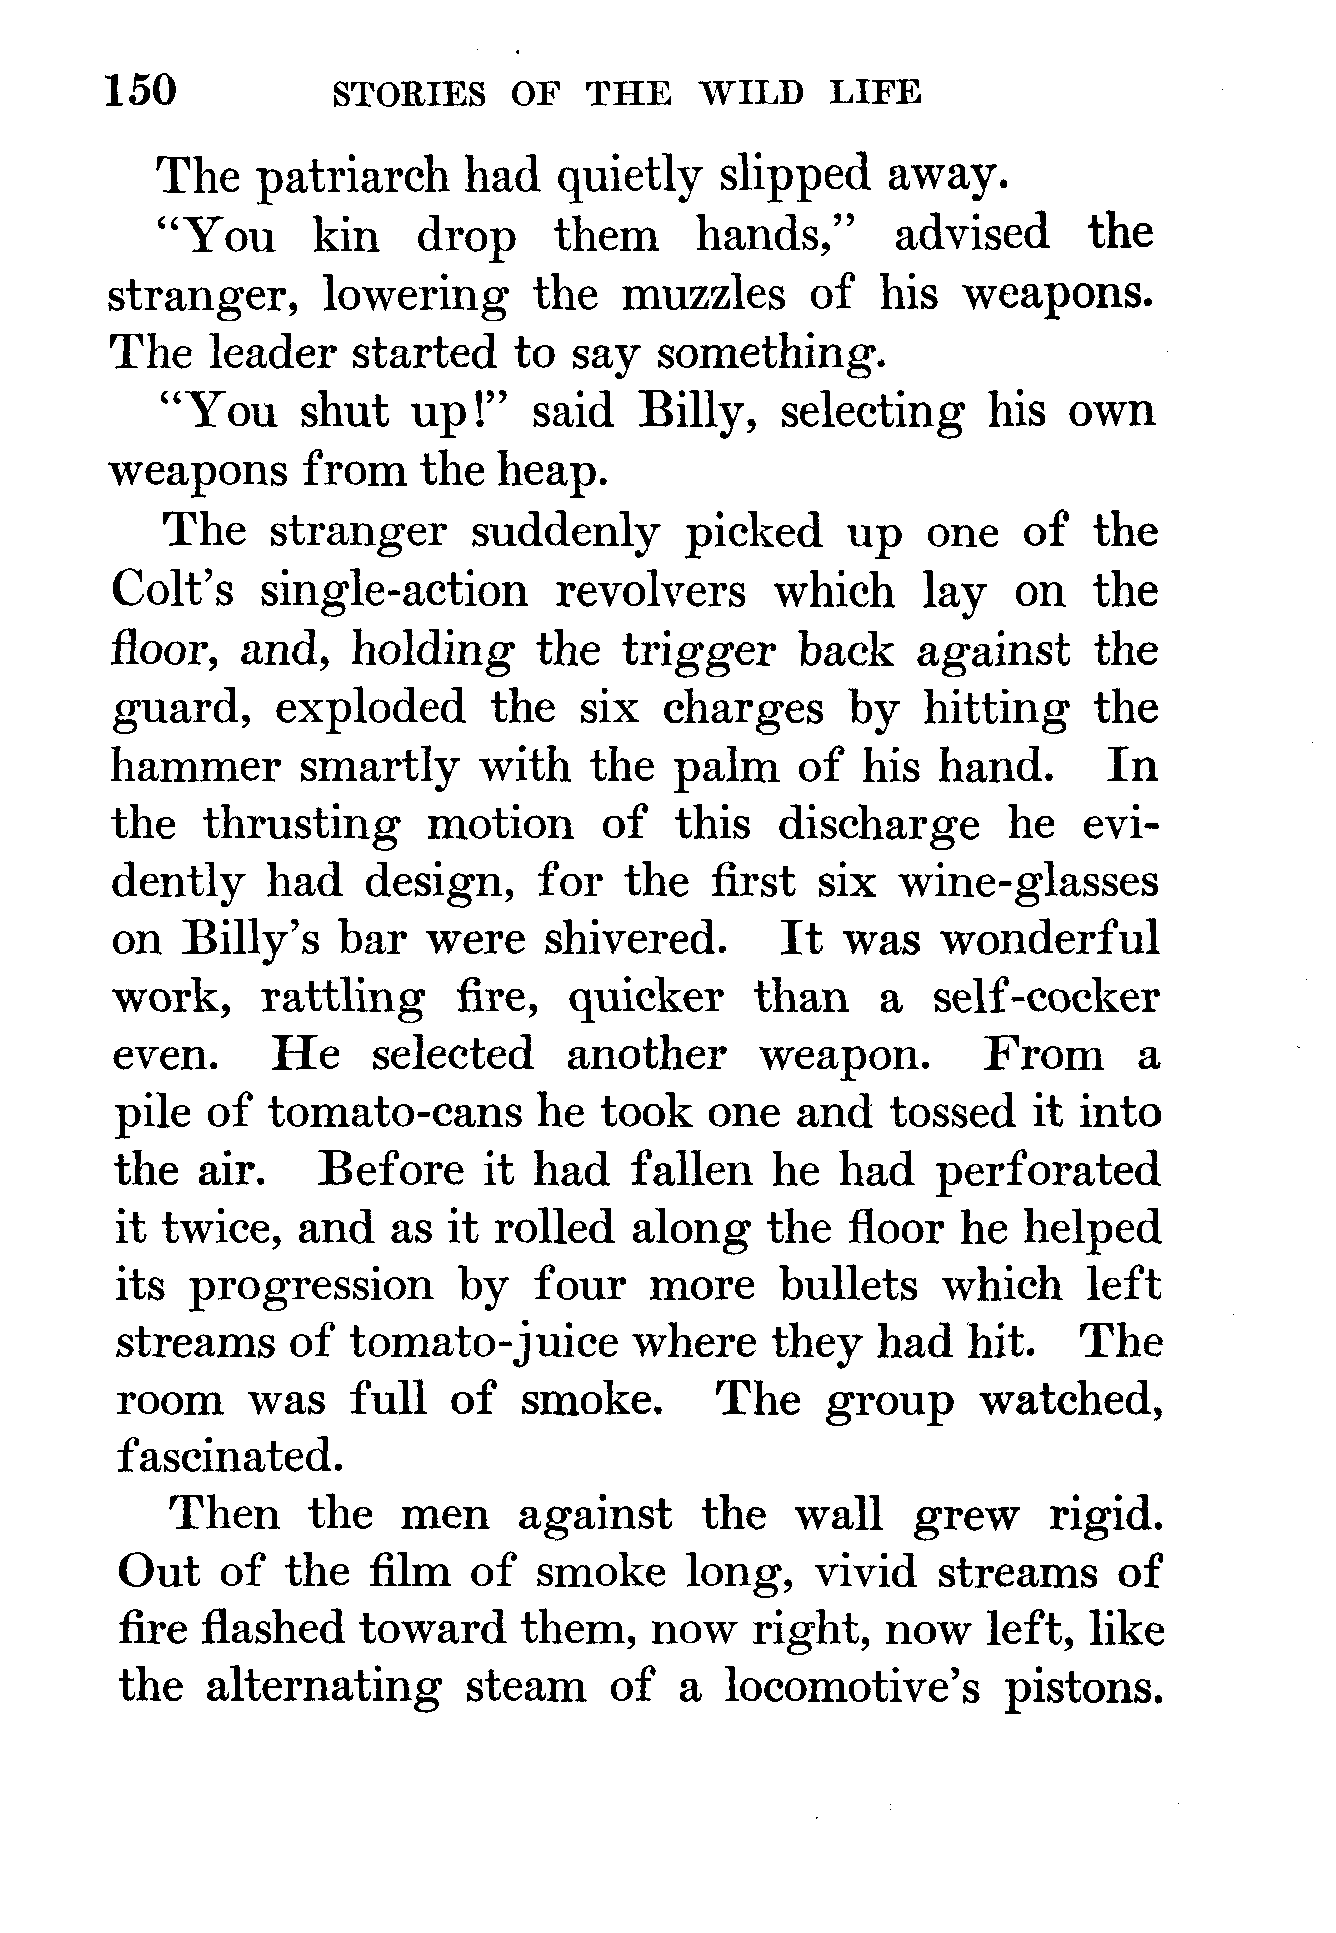 150 STORIES OF THE WILD LIFE
The patriarch had quietly slipped away.
“You kin drop them hands,” advised the
stranger, lowering the muzzles of his weapons.
The leader started to say something.
“You shut up!” said Billy, selecting his own
weapons from the heap.
The stranger suddenly picked up one of the
Colt’s single-action revolvers which lay on the
floor, and, holding the trigger back against the
guard, exploded the six charges by hitting the
hammer smartly with the palm of his hand. In
the thrusting motion of this discharge he evi-
dently had design, for the first six wine-glasses
on Billy’s bar were shivered. It was wonderful
work, rattling fire, quicker than a self-cocker
even. He selected another weapon. From a
pile of tomato-cans he took one and tossed it into
the air. Before it had fallen he had perforated
it twice, and as it rolled along the floor he helped
its progression by four more bullets which left
streams of tomato-juice where they had hit. The
room was full of smoke. The group watched,
fascinated.
Then the men against the wall grew rigid.
Out of the film of smoke long, vivid streams of
fire flashed toward them, now right, now left, like
the alternating steam of a locomotive’s pistons.